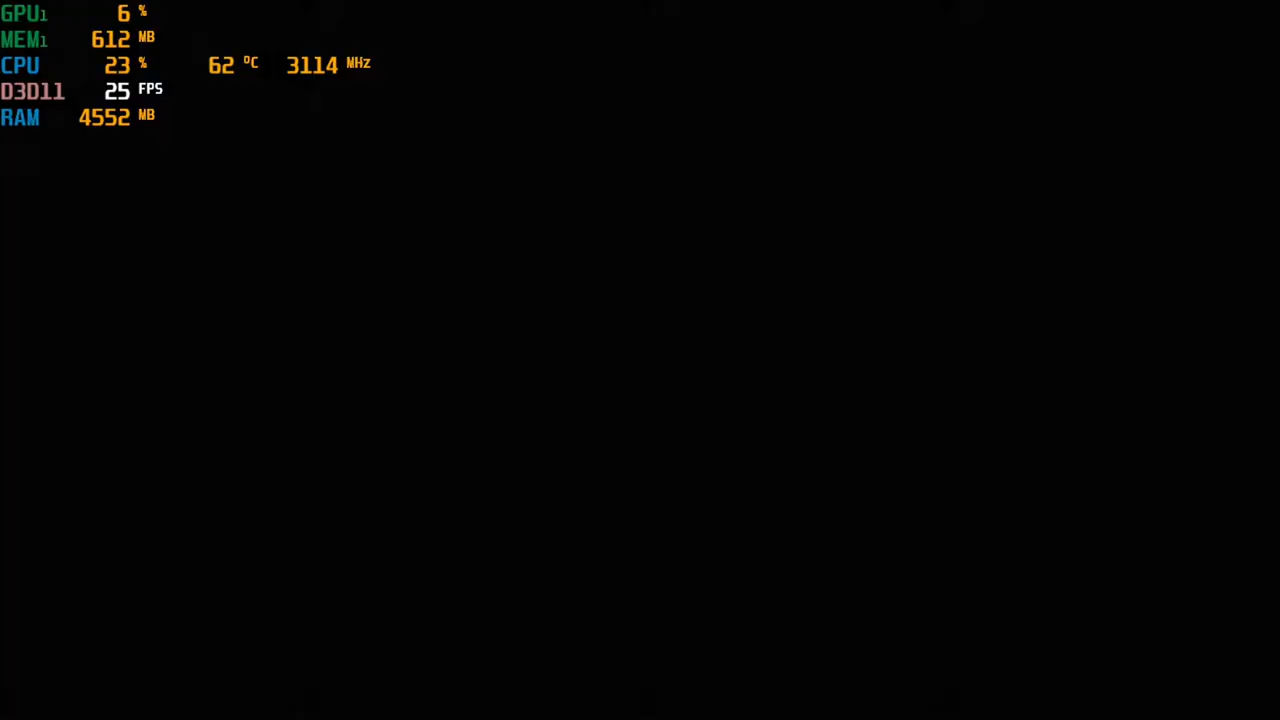 GPU1 6 %
MEM1 612 MB
CPU 23 % 62 °C 3114 MHz
D3D11 25 FPS
RAM 4552 MB